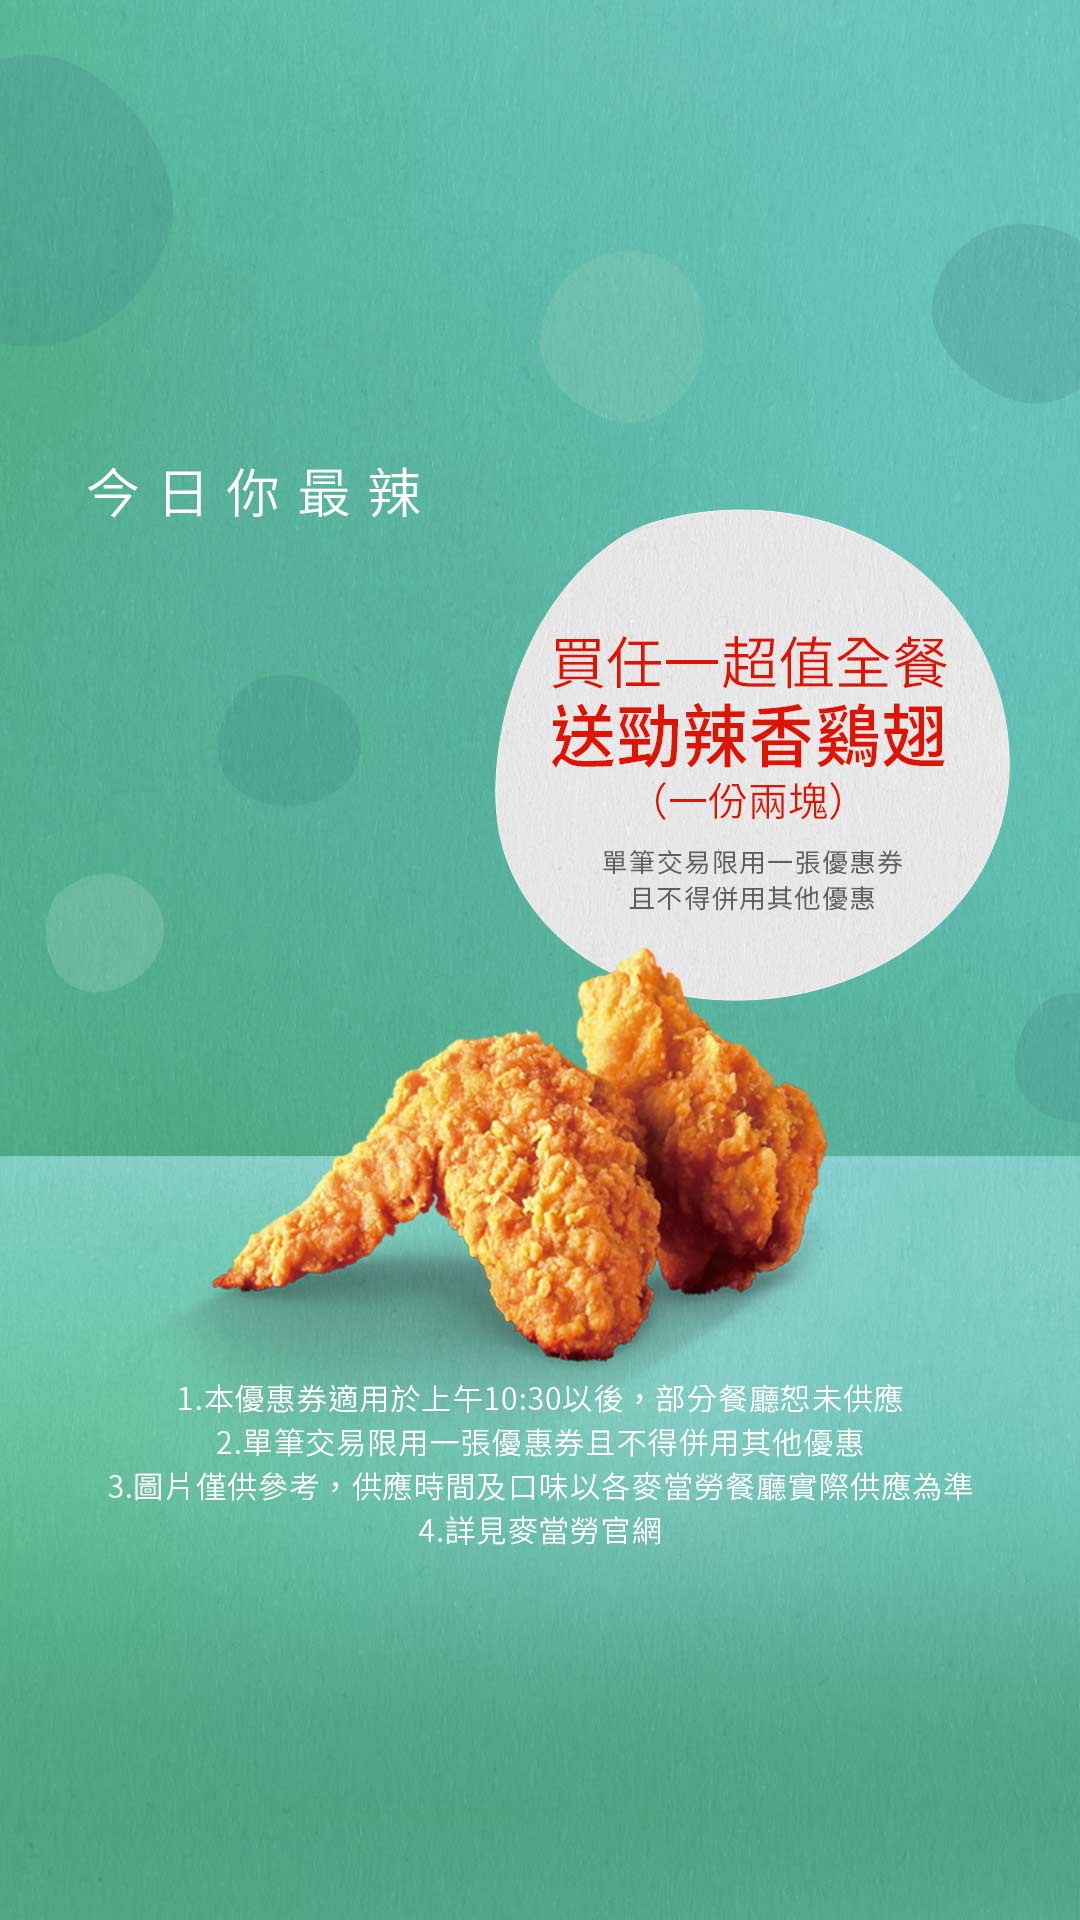 今日你最辣
買任一超值全餐
送勁辣香鷄翅
（一份兩塊）
單筆交易限用一張優惠券
且不得併用其他優惠
1.本優惠券適用於上午10:30以後，部分餐廳恕未供應
2.單筆交易限用一張優惠券且不得併用其他優惠
3.圖片僅供參考，供應時間及口味以各麥當勞餐廳實際供應為準
4.詳見麥當勞官網